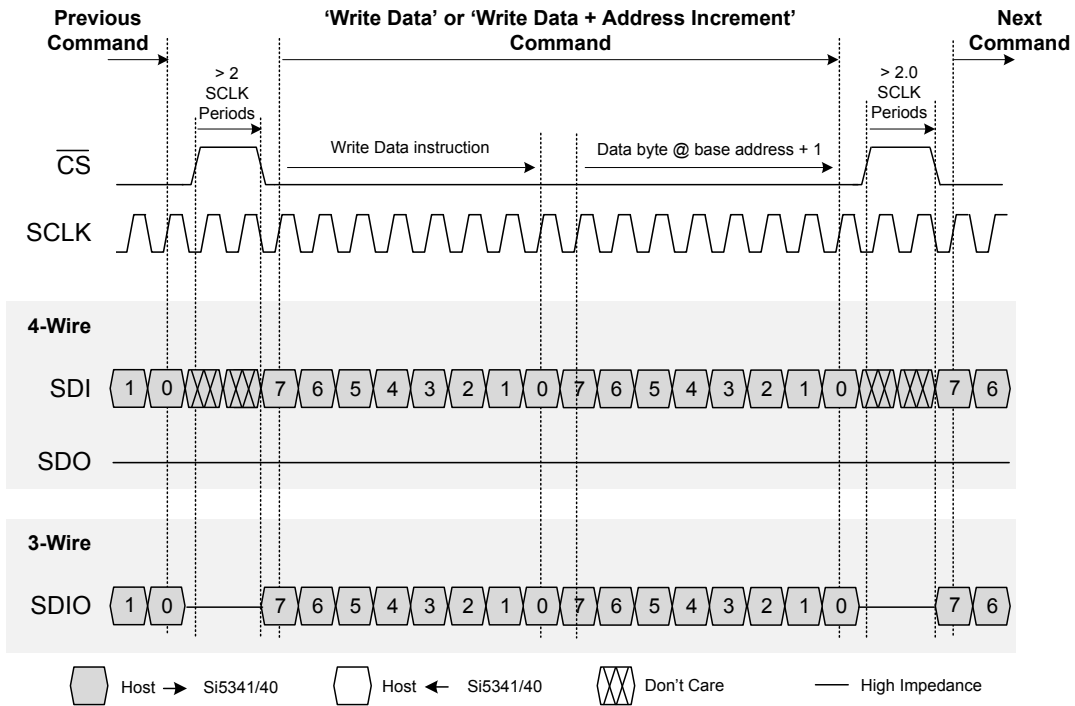 Previous
Command
‘Write Data’ or ‘Write Data + Address Increment’
Command
Next
Command
> 2
SCLK
Periods
> 2.0
SCLK
Periods
CS
Write Data instruction
Data byte @ base address + 1
SCLK
4-Wire
SDI 1 0 7 6 5 4 3 2 1 0 7 6 5 4 3 2 1 0 7 6
SDO
3-Wire
SDIO 1 0 7 6 5 4 3 2 1 0 7 6 5 4 3 2 1 0 7 6
Host Si5341/40
Host Si5341/40
Don’t Care
High Impedance